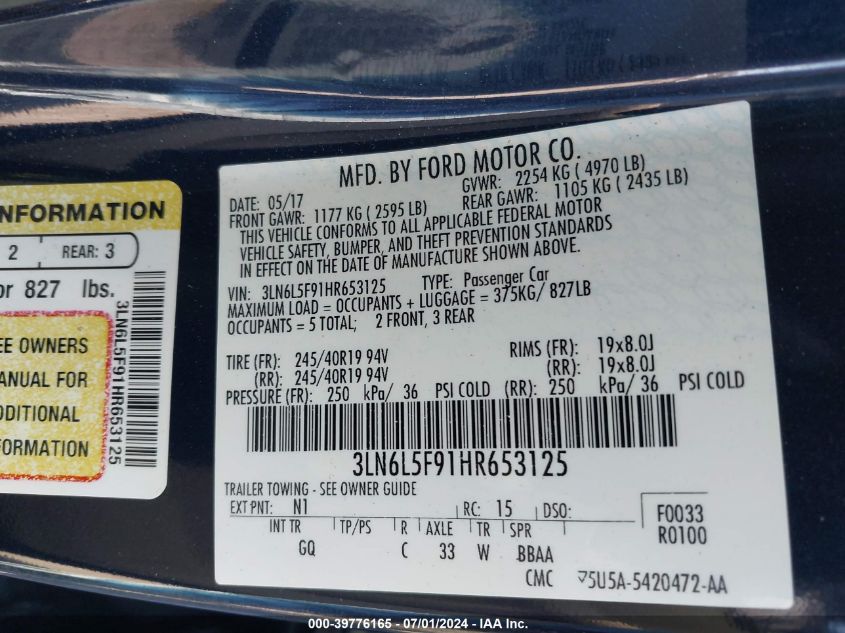 MFD. BY FORD MOTOR CO.
DATE: 05/17
GVWR: 2254 KG ( 4970 LB)
FRONT GAWR: 1177 KG ( 2595 LB)
REAR GAWR: 1105 KG ( 2435 LB)
THIS VEHICLE CONFORMS TO ALL APPLICABLE FEDERAL MOTOR
VEHICLE SAFETY, BUMPER, AND THEFT PREVENTION STANDARDS
IN EFFECT ON THE DATE OF MANUFACTURE SHOWN ABOVE.
VIN: 3LN6L5F91HR653125 TYPE: Passenger Car
MAXIMUM LOAD = OCCUPANTS + LUGGAGE = 375KG/ 827LB
OCCUPANTS = 5 TOTAL; 2 FRONT, 3 REAR
TIRE (FR): 245/40R19 94V RIMS (FR): 19x8.0J
(RR): 245/40R19 94V (RR): 19x8.0J
PRESSURE (FR): 250 kPa/ 36 PSI COLD (RR): 250 kPa/ 36 PSI COLD
3LN6L5F91HR653125
TRAILER TOWING - SEE OWNER GUIDE
EXT PNT: N1 RC: 15 DSO: F0033
R0100
INT TR TP/PS R AXLE TR SPR
GQ C 33 W BBAA
CMC 75U5A-5420472-AA
NFORMATION
2 REAR: 3
or 827 lbs.
3LN6L5F91HR653125
EE OWNERS
ANUAL FOR
DDITIONAL
FORMATION
000-39776165 - 07/01/2024 - IAA Inc.